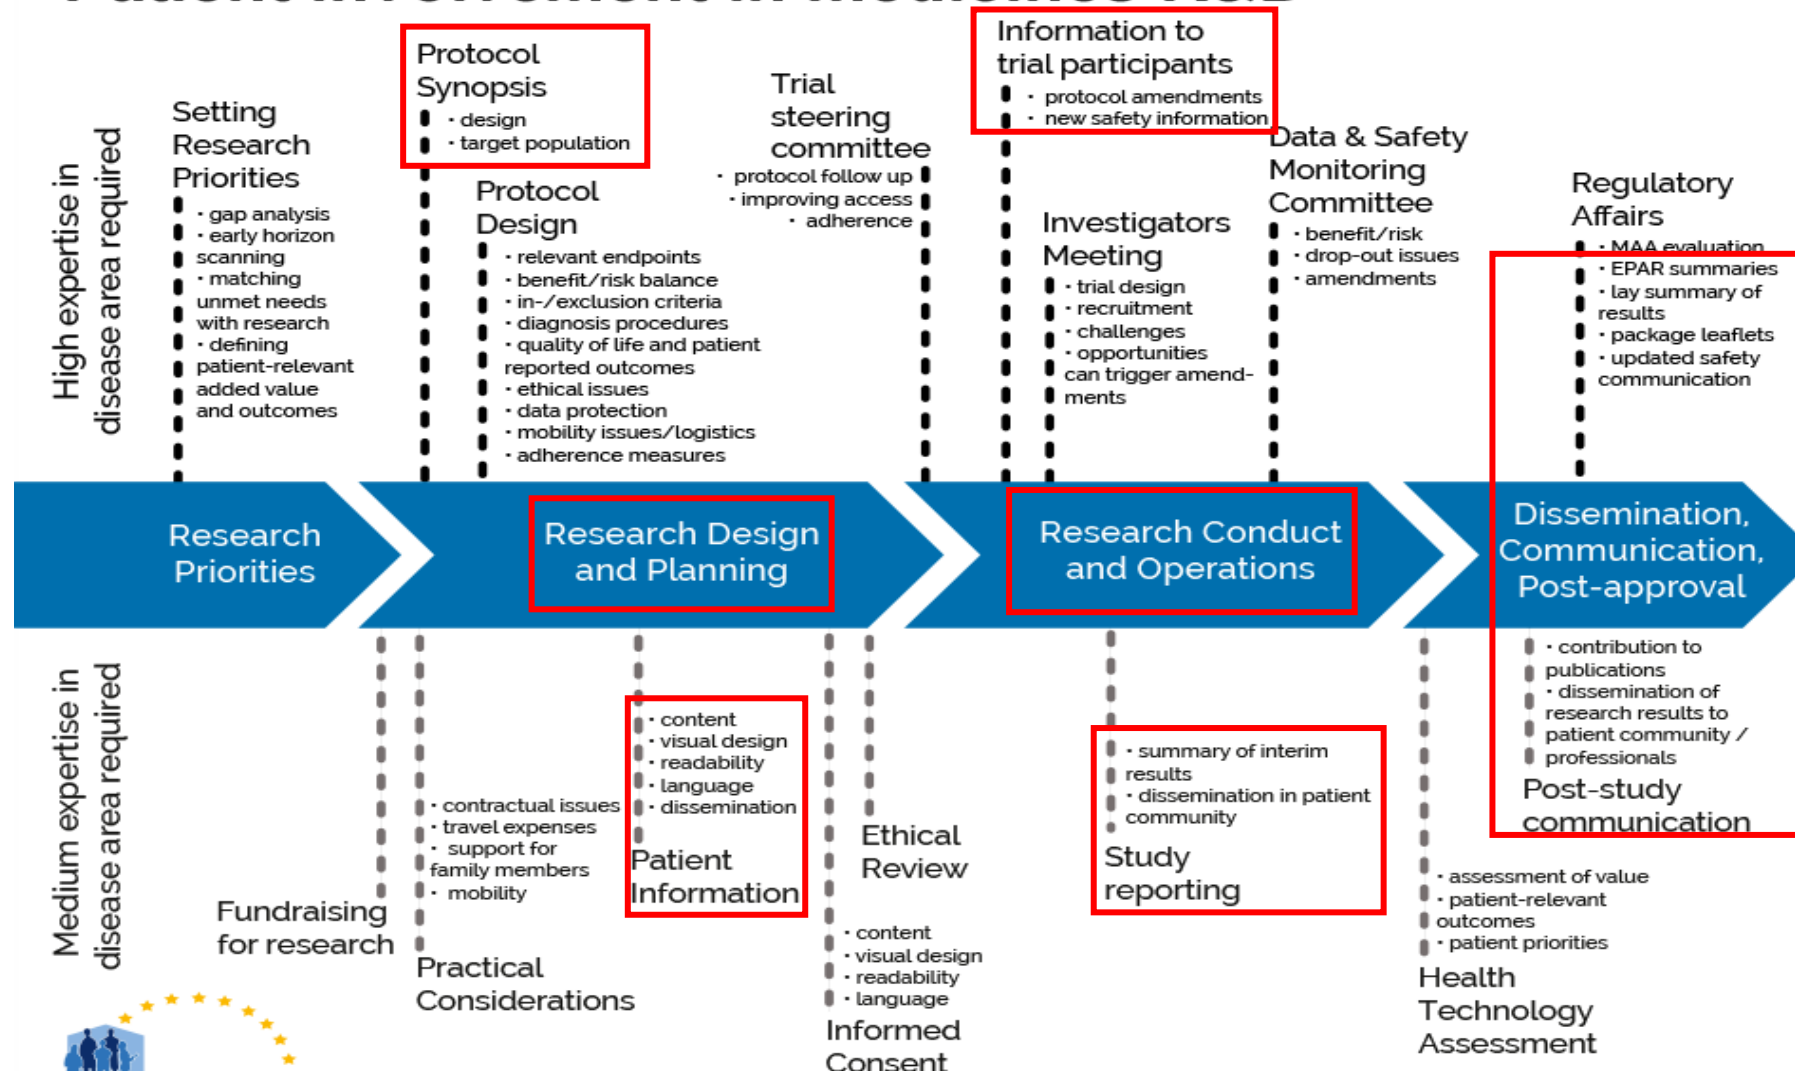 Patient involvement in medicines R&D
Protocol
Synopsis
· design
· target population
Information to
trial participants
· protocol amendments
· new safety information
Trial
steering
committee
· protocol follow up
· improving access
· adherence
Setting
Research
Priorities
· gap analysis
· early horizon
scanning
· matching
unmet needs
with research
· defining
patient-relevant
added value
and outcomes
Protocol
Design
· relevant endpoints
· benefit/risk balance
· in-/exclusion criteria
· diagnosis procedures
· quality of life and patient
reported outcomes
· ethical issues
· data protection
· mobility issues/logistics
· adherence measures
Investigators
Meeting
· trial design
· recruitment
· challenges
· opportunities
can trigger amend-
ments
Data & Safety
Monitoring
Committee
· benefit/risk
· drop-out issues
· amendments
Regulatory
Affairs
· MAA evaluation
· EPAR summaries
· lay summary of
results
· package leaflets
· updated safety
communication
High expertise in
disease area required
Research
Priorities
Research Design
and Planning
Research Conduct
and Operations
Dissemination,
Communication,
Post-approval
Medium expertise in
disease area required
Fundraising
for research
· contractual issues
· travel expenses
· support for
family members
· mobility
Practical
Considerations
· content
· visual design
· readability
· language
· dissemination
Patient
Information
Ethical
Review
· content
· visual design
· readability
· language
Informed
Consent
· summary of interim
results
· dissemination in patient
community
Study
reporting
· contribution to
publications
· dissemination of
research results to
patient community /
professionals
Post-study
communication
· assessment of value
· patient-relevant
outcomes
· patient priorities
Health
Technology
Assessment